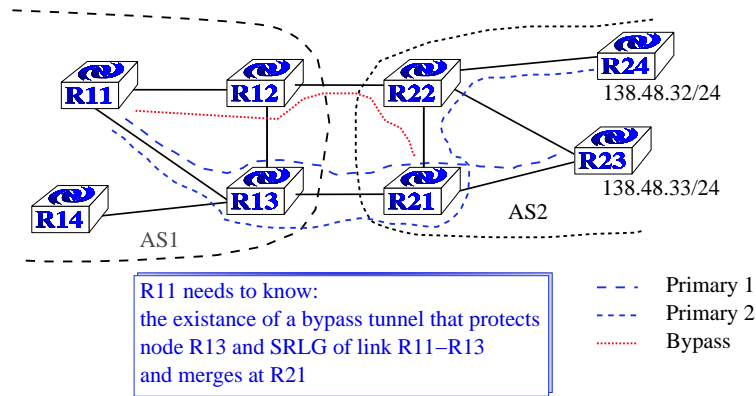 R24
R11
R12
R22
138.48.32/24
R23
R13
R21
138.48.33/24
R14
AS1
AS2
R11 needs to know:
the existance of a bypass tunnel that protects
node R13 and SRLG of link R11–R13
and merges at R21
Primary 1
Primary 2
Bypass